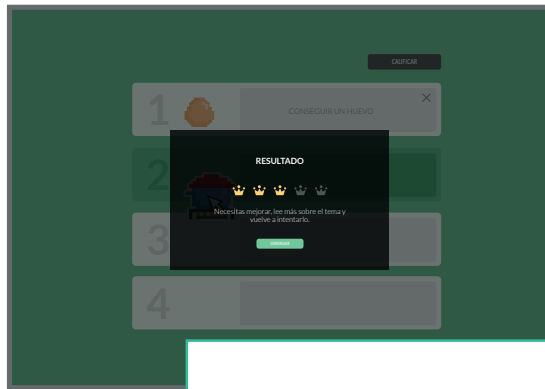 CALIFICAR
1
CONSEGUIR UN HUEVO
RESULTADO
2
Necesitas mejorar, lee más sobre el tema y
vuelve a intentarlo.
3
4